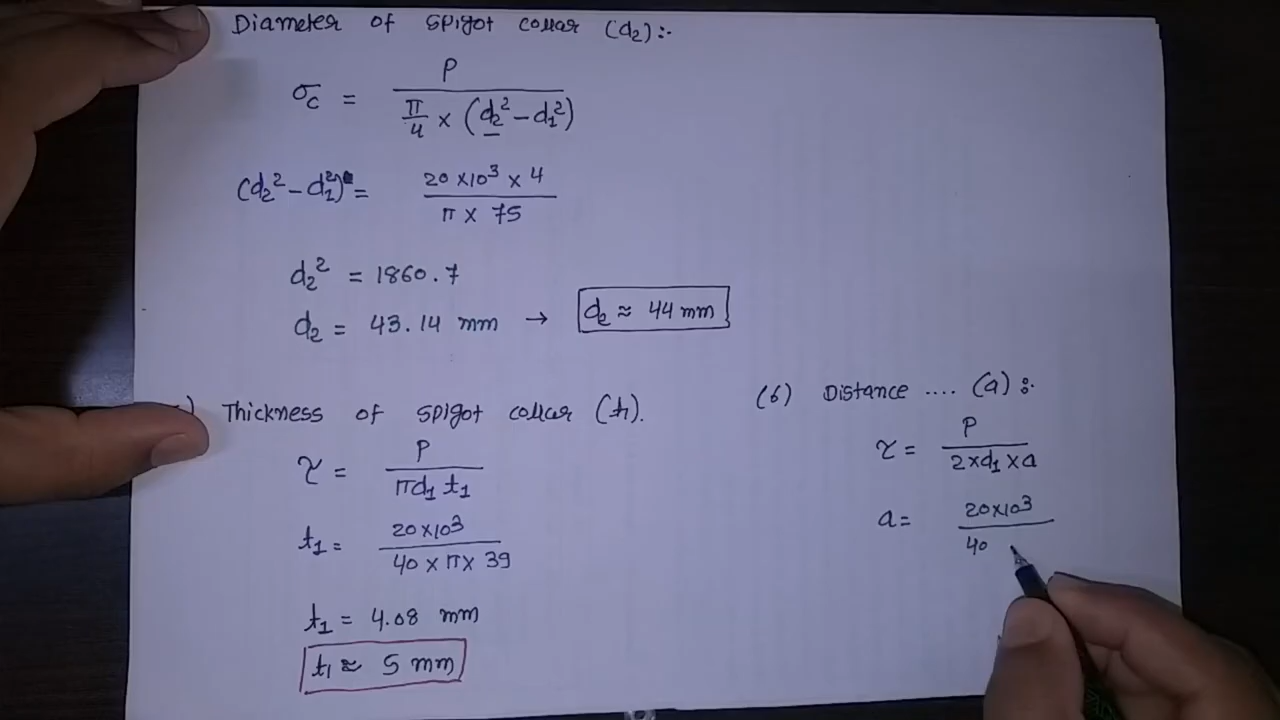 Diameter of spigot collar (d₂):-
σc = P / (π/4 × (d₂² - d₁²))
(d₂² - d₁²) = 20 × 10³ × 4 / (π × 75)
d₂² = 1860.7
d₂ = 43.14 mm → d₂ ≈ 44 mm
Thickness of spigot collar (t₁).
τ = P / (πd₁ t₁)
t₁ = 20×10³ / (40 × π × 39)
t₁ = 4.08 mm
t₁ ≈ 5 mm
(6) Distance .... (a) :-
τ = P / (2×d₁×a)
a = 20×10³ / 40